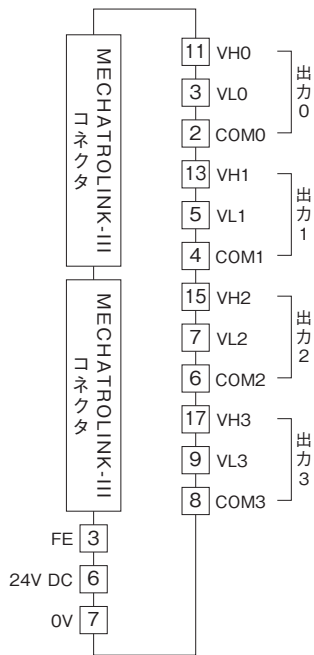 MECHATROLINK-III
コネクタ
MECHATROLINK-III
コネクタ
FE 3
24V DC 6
0V 7
11 VH0
3 VL0
2 COM0
出力0
13 VH1
5 VL1
4 COM1
出力1
15 VH2
7 VL2
6 COM2
出力2
17 VH3
9 VL3
8 COM3
出力3